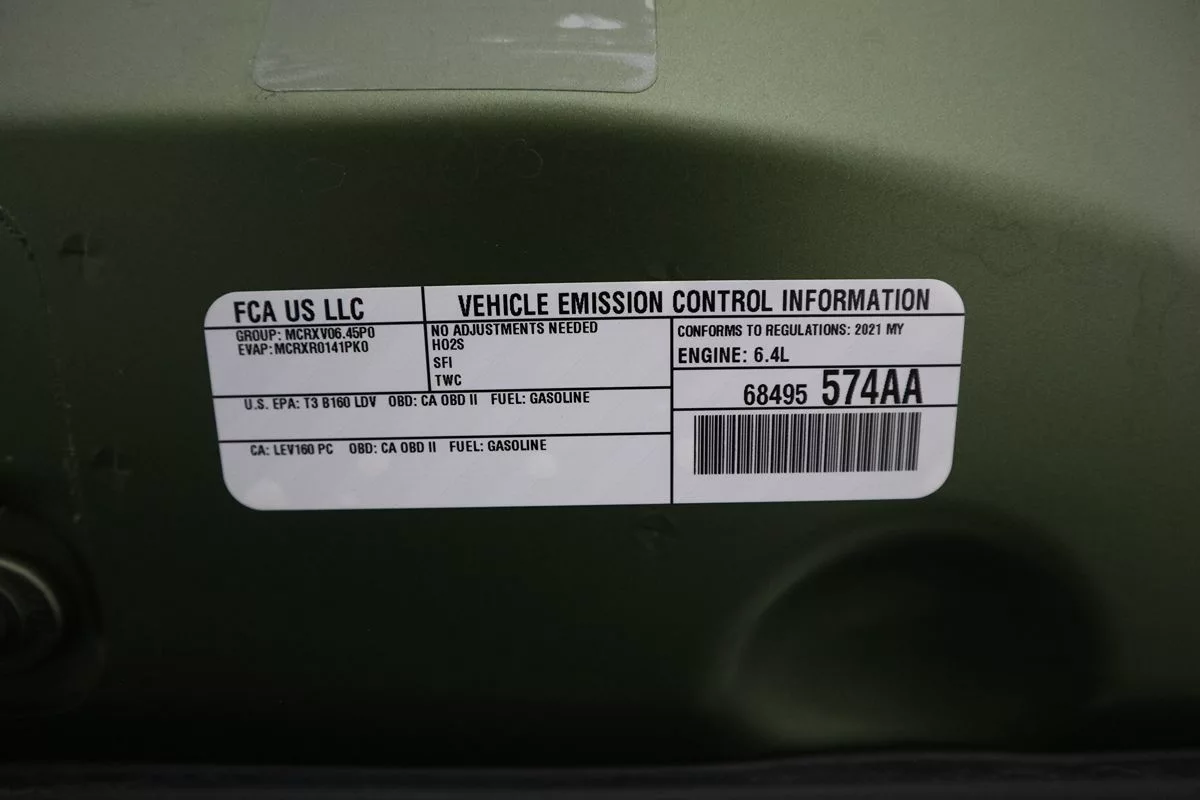 FCA US LLC
VEHICLE EMISSION CONTROL INFORMATION
GROUP: MCRXV06.45P0
EVAP: MCRXR0141PK0
NO ADJUSTMENTS NEEDED
HO2S
SFI
TWC
CONFORMS TO REGULATIONS: 2021 MY
ENGINE: 6.4L
68495 574AA
U.S. EPA: T3 B160 LDV OBD: CA OBD II FUEL: GASOLINE
CA: LEV160 PC OBD: CA OBD II FUEL: GASOLINE